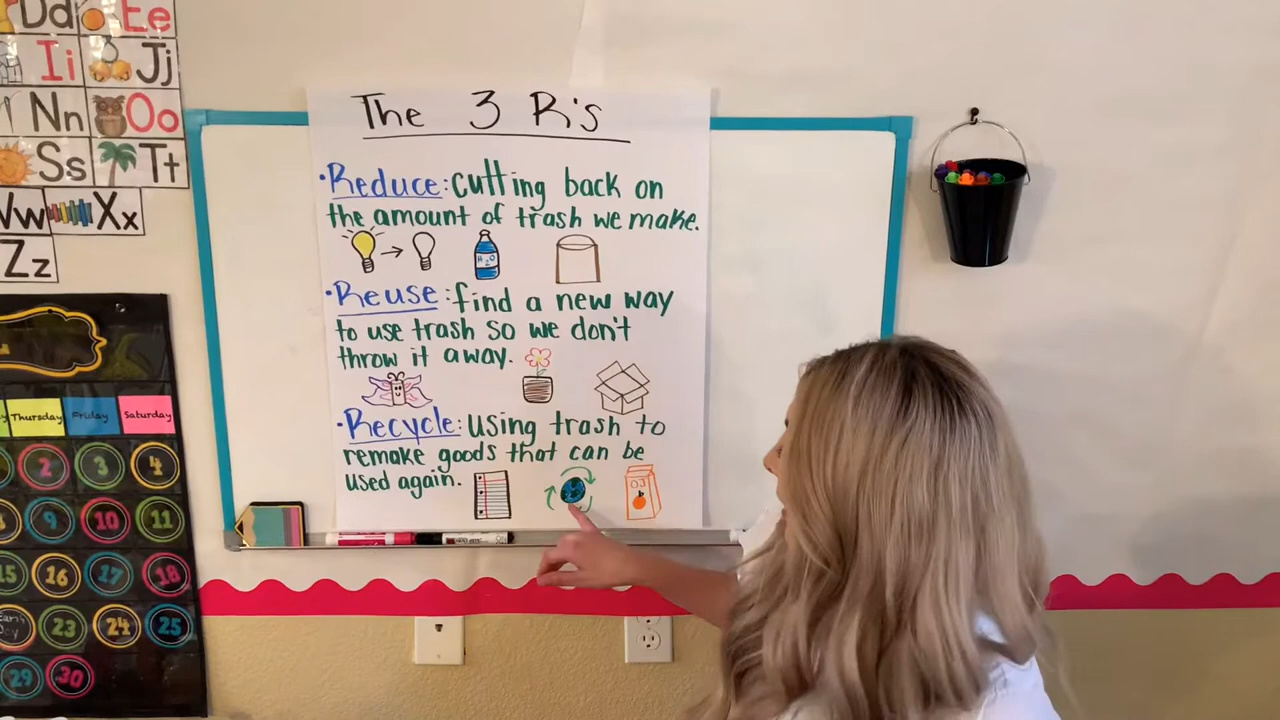 Dd Ee
Ii Jj
Nn Oo
Ss Tt
Ww Xx
Zz
The 3 R's
•Reduce: cutting back on
the amount of trash we make.
H2O
•Reuse: find a new way
to use trash so we don't
throw it away.
•Recycle: using trash to
remake goods that can be
used again.
OJ
Thursday Friday Saturday
2 3 4
9 10 11
15 16 17 18
23 24 25
29 30